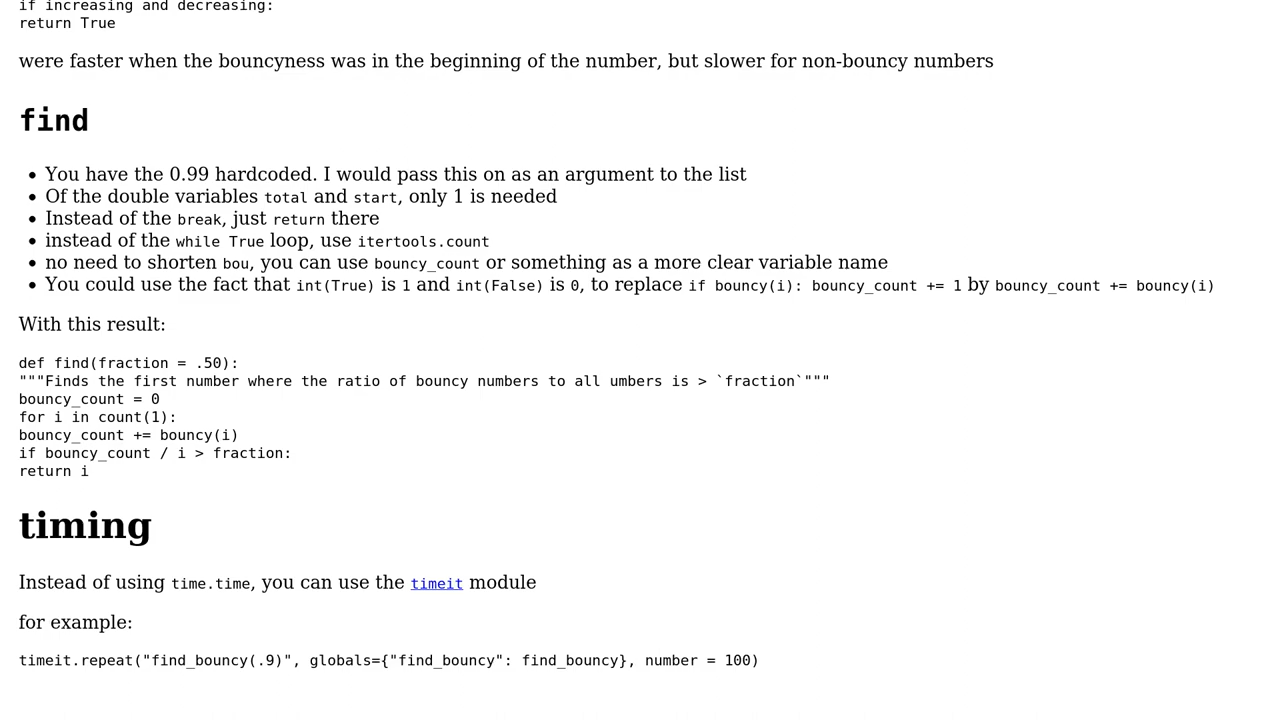 if increasing and decreasing:
return True
were faster when the bouncyness was in the beginning of the number, but slower for non-bouncy numbers
find
• You have the 0.99 hardcoded. I would pass this on as an argument to the list
• Of the double variables total and start, only 1 is needed
• Instead of the break, just return there
• instead of the while True loop, use itertools.count
• no need to shorten bou, you can use bouncy_count or something as a more clear variable name
• You could use the fact that int(True) is 1 and int(False) is 0, to replace if bouncy(i): bouncy_count += 1 by bouncy_count += bouncy(i)
With this result:
def find(fraction = .50):
"""Finds the first number where the ratio of bouncy numbers to all umbers is > `fraction`"""
bouncy_count = 0
for i in count(1):
bouncy_count += bouncy(i)
if bouncy_count / i > fraction:
return i
timing
Instead of using time.time, you can use the timeit module
for example:
timeit.repeat("find_bouncy(.9)", globals={"find_bouncy": find_bouncy}, number = 100)